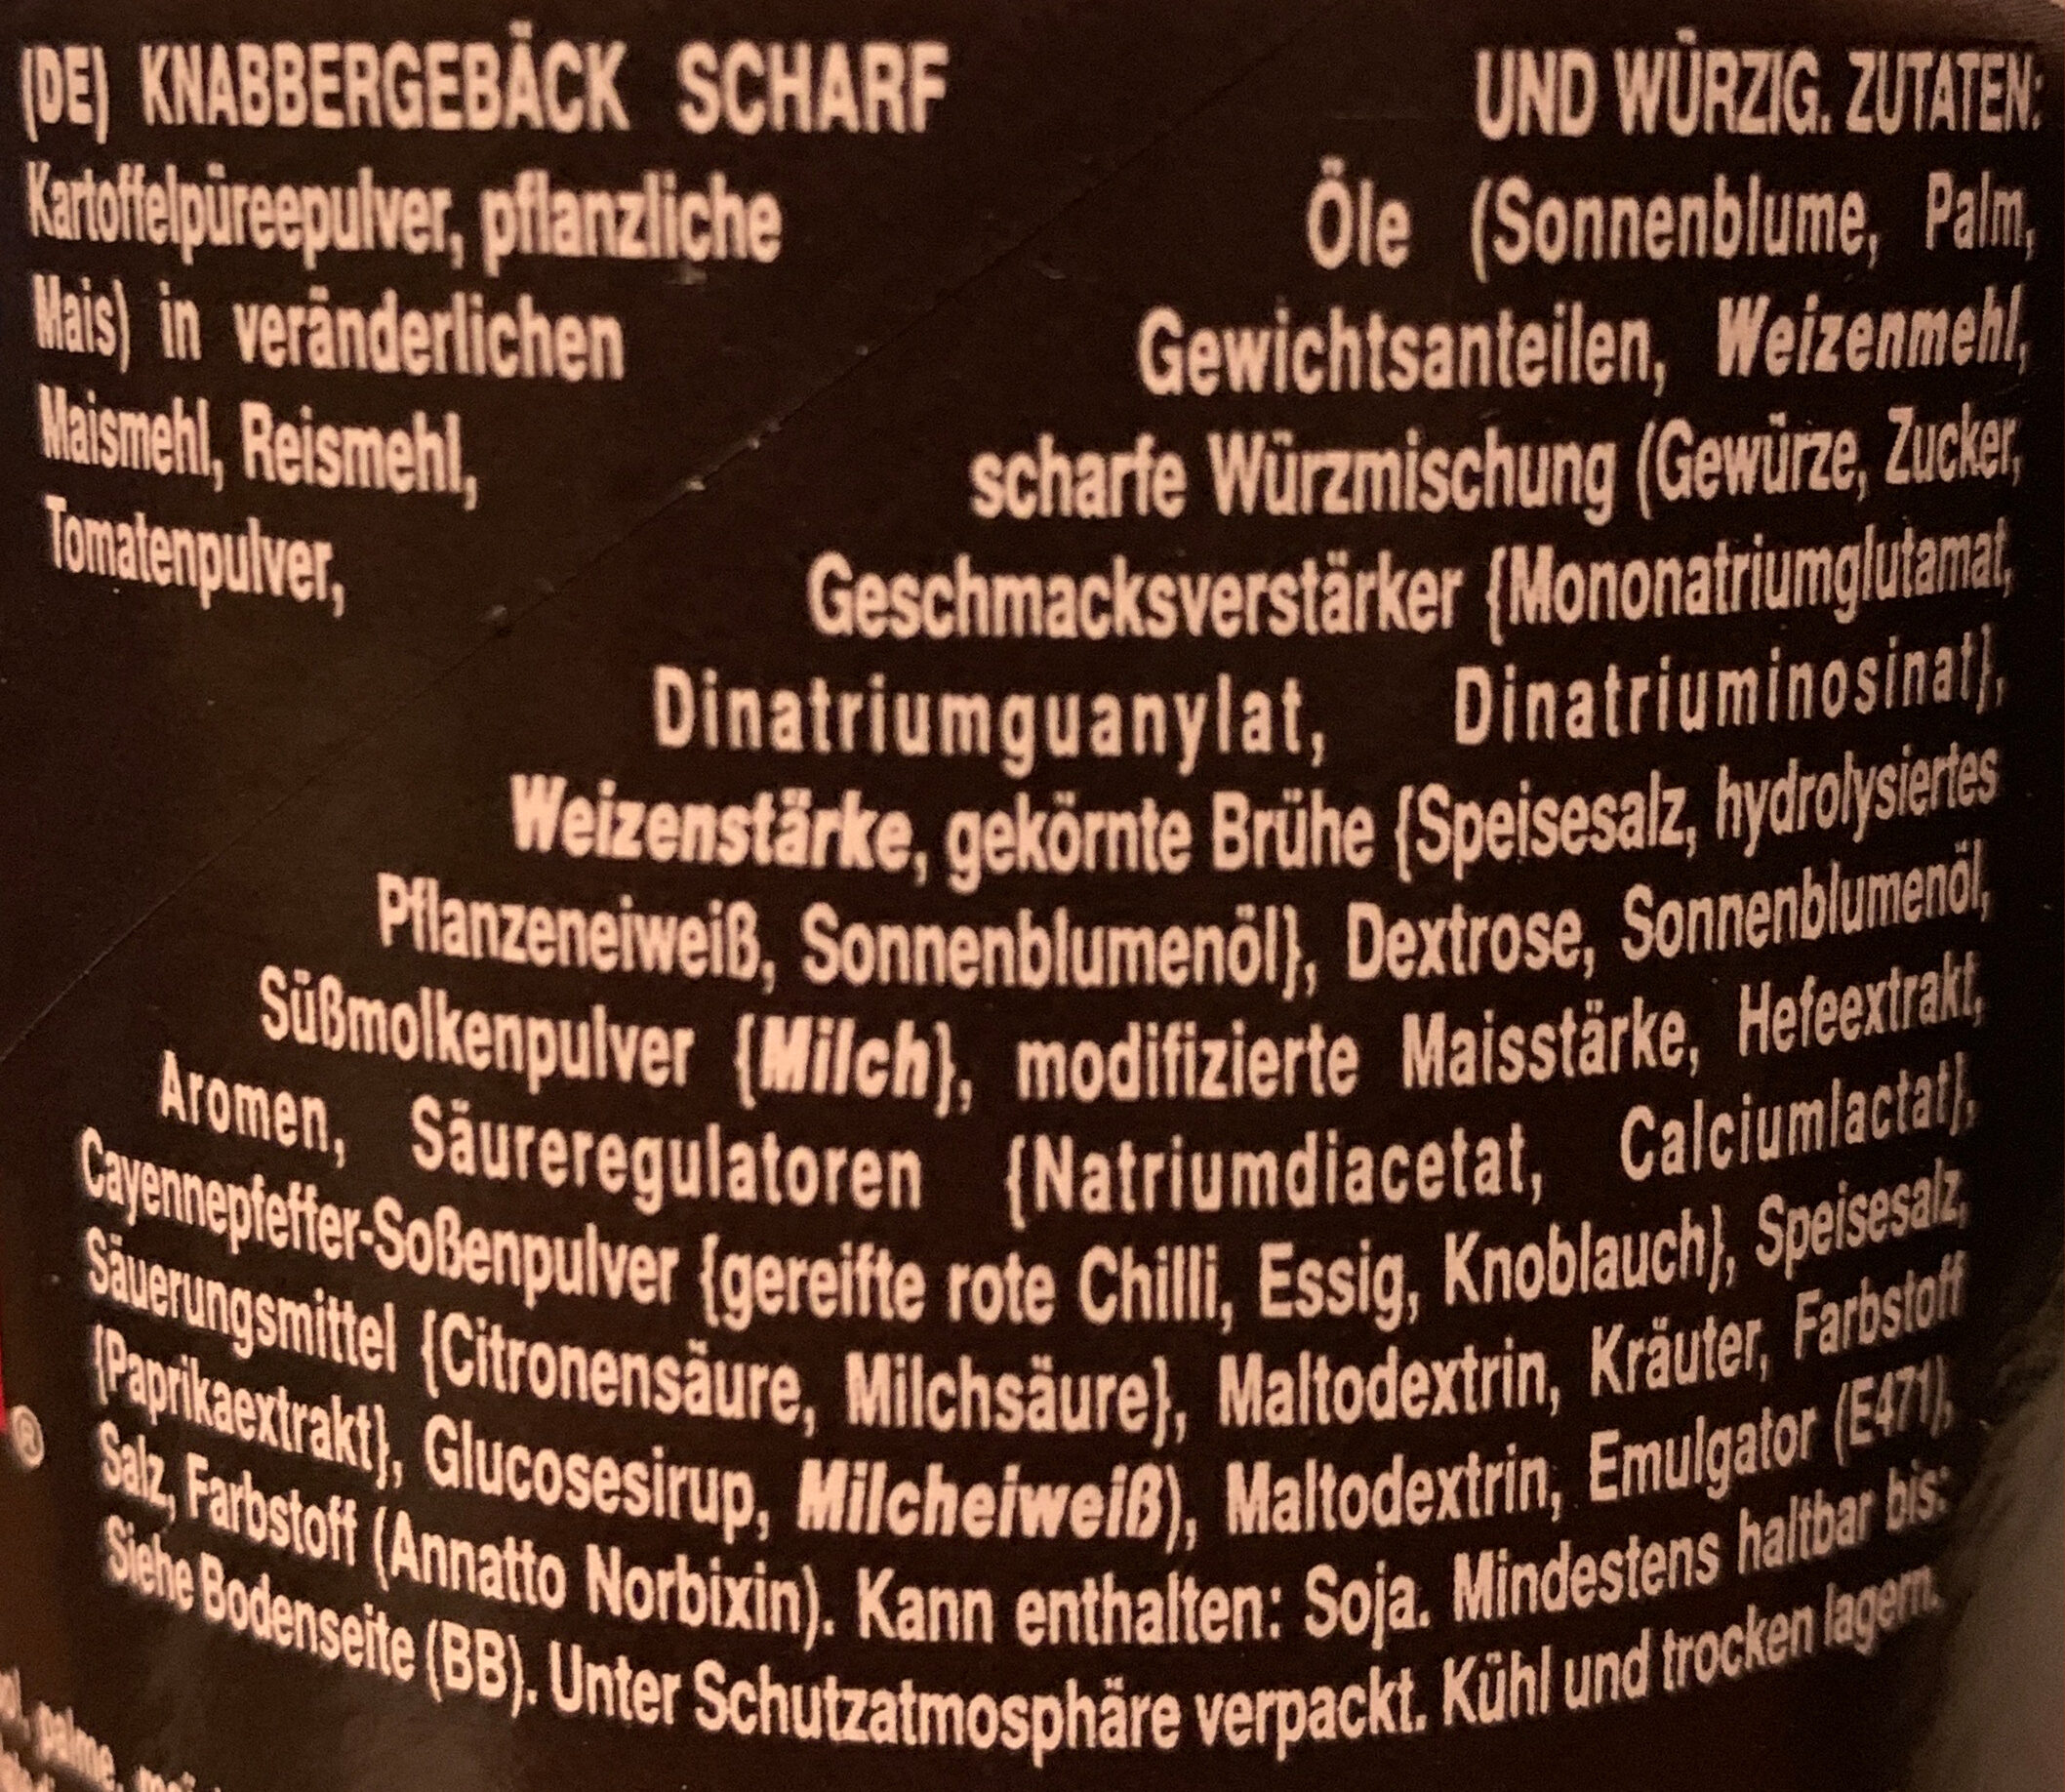 (DE) KNABBERGEBÄCK SCHARF UND WÜRZIG. ZUTATEN:
Kartoffelpüreepulver, pflanzliche Öle (Sonnenblume, Palm,
Mais) in veränderlichen Gewichtsanteilen, Weizenmehl,
Maismehl, Reismehl, scharfe Würzmischung (Gewürze, Zucker,
Tomatenpulver, Geschmacksverstärker {Mononatriumglutamat,
Dinatriumguanylat, Dinatriuminosinat},
Weizenstärke, gekörnte Brühe {Speisesalz, hydrolysiertes
Pflanzeneiweiß, Sonnenblumenöl}, Dextrose, Sonnenblumenöl,
Süßmolkenpulver {Milch}, modifizierte Maisstärke, Hefeextrakt,
Aromen, Säureregulatoren {Natriumdiacetat, Calciumlactat},
Cayennepfeffer-Soßenpulver {gereifte rote Chilli, Essig, Knoblauch}, Speisesalz,
Säuerungsmittel {Citronensäure, Milchsäure}, Maltodextrin, Kräuter, Farbstoff
{Paprikaextrakt}, Glucosesirup, Milcheiweiß), Maltodextrin, Emulgator (E471),
Salz, Farbstoff (Annatto Norbixin). Kann enthalten: Soja. Mindestens haltbar bis:
Siehe Bodenseite (BB). Unter Schutzatmosphäre verpackt. Kühl und trocken lagern.
®
palme,